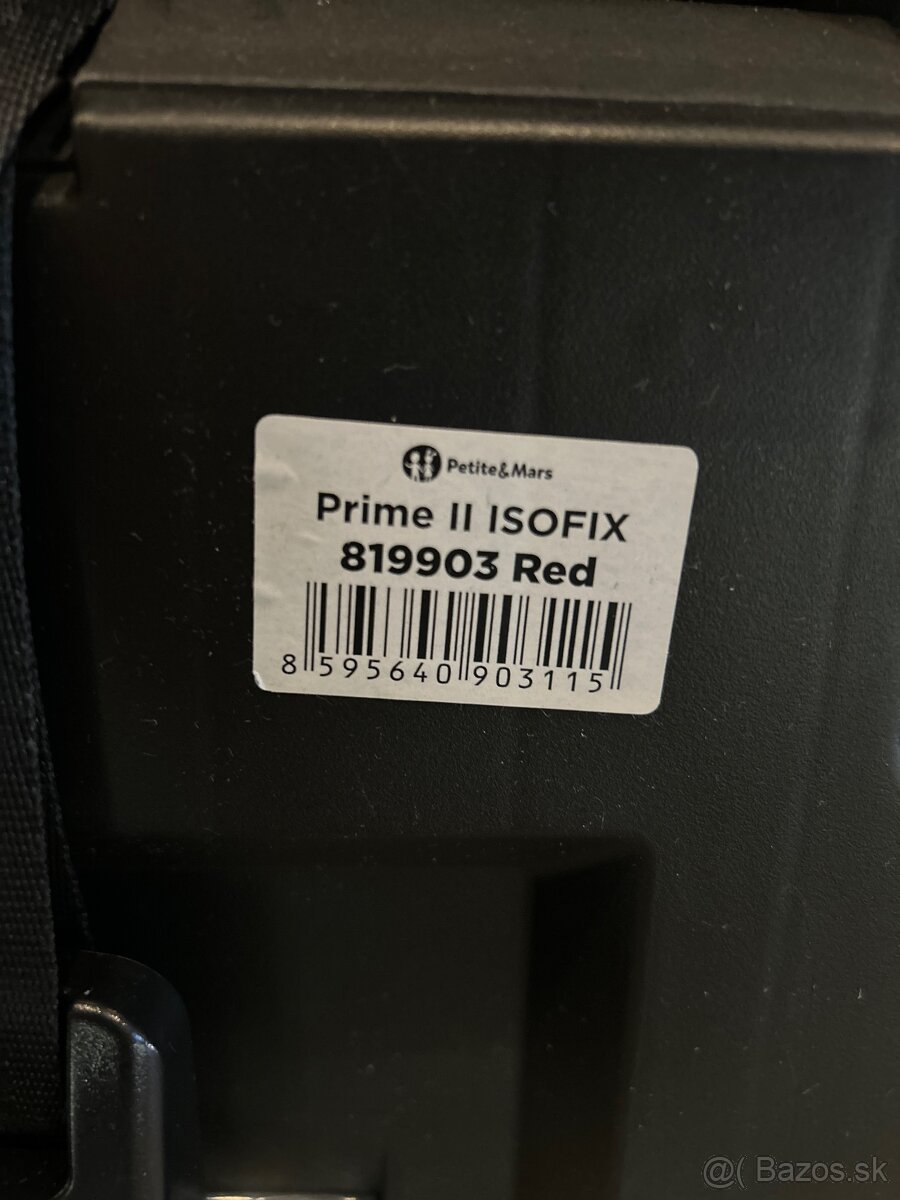 Petite&Mars
Prime II ISOFIX
819903 Red
8 595640 903115
@( Bazos.sk